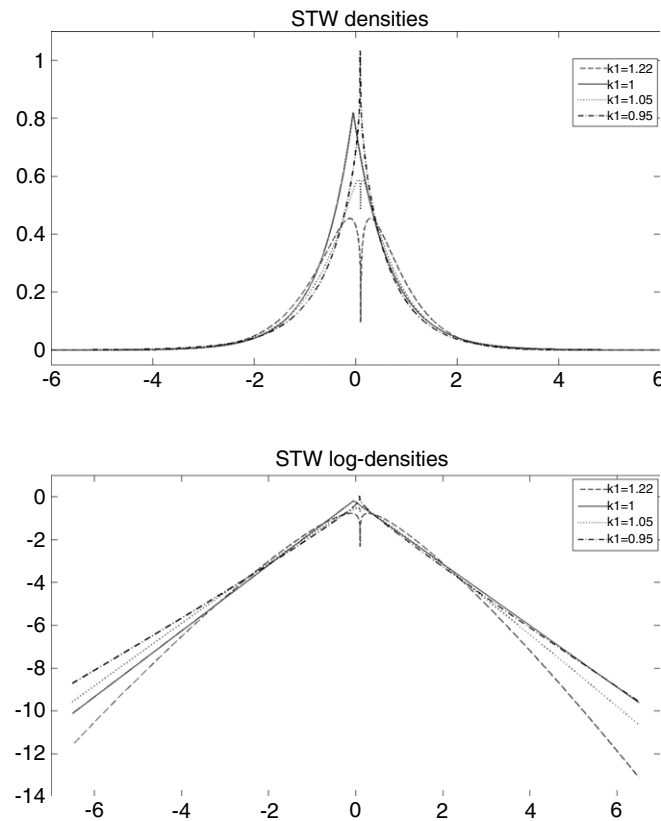 STW densities
1
0.8
0.6
0.4
0.2
0
-6 -4 -2 0 2 4 6
k1=1.22
k1=1
k1=1.05
k1=0.95
STW log-densities
0
-2
-4
-6
-8
-10
-12
-14
-6 -4 -2 0 2 4 6
k1=1.22
k1=1
k1=1.05
k1=0.95